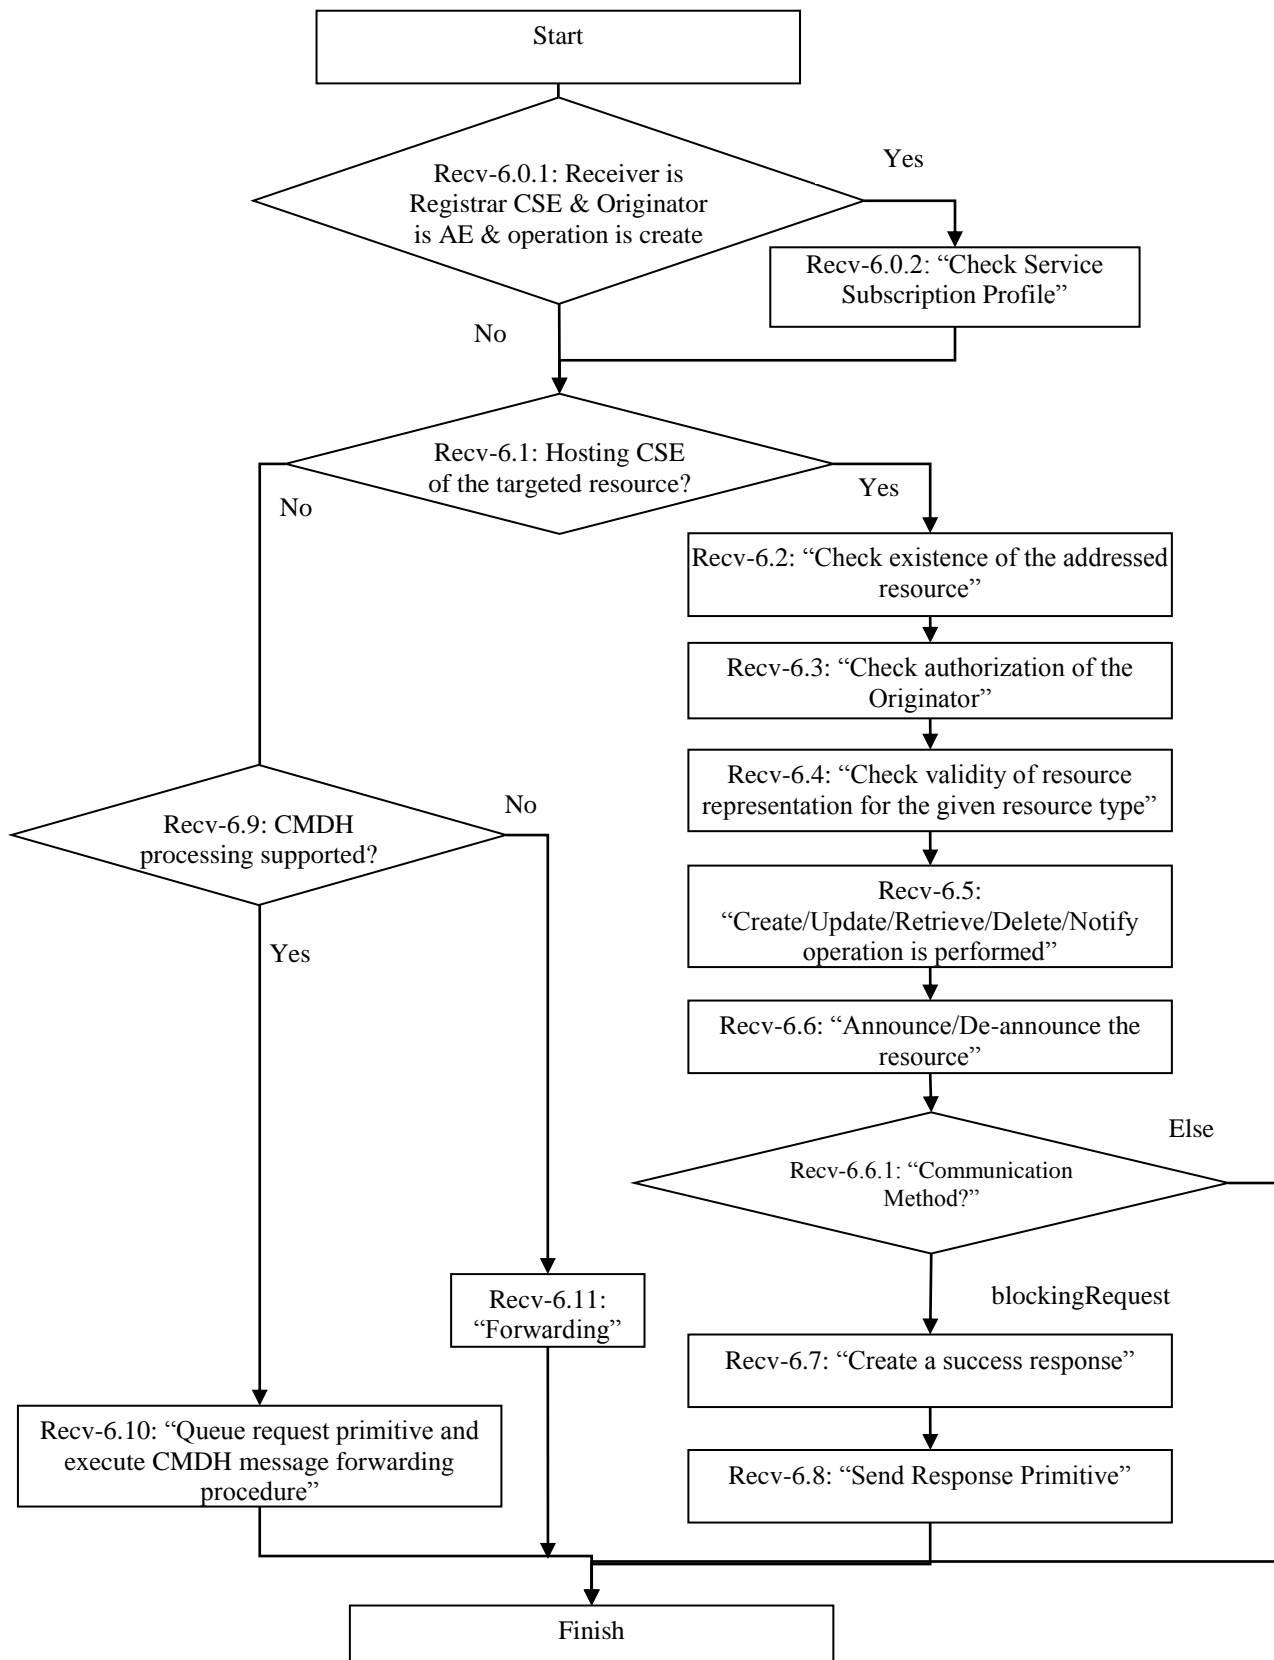 Start
Recv-6.0.1: Receiver is
Registrar CSE & Originator
is AE & operation is create
Yes
Recv-6.0.2: “Check Service
Subscription Profile”
No
Recv-6.1: Hosting CSE
of the targeted resource?
No
Yes
Recv-6.2: “Check existence of the addressed
resource”
Recv-6.3: “Check authorization of the
Originator”
Recv-6.4: “Check validity of resource
representation for the given resource type”
Recv-6.9: CMDH
processing supported?
No
Yes
Recv-6.5:
“Create/Update/Retrieve/Delete/Notify
operation is performed”
Recv-6.6: “Announce/De-announce the
resource”
Else
Recv-6.6.1: “Communication
Method?”
blockingRequest
Recv-6.11:
“Forwarding”
Recv-6.7: “Create a success response”
Recv-6.10: “Queue request primitive and
execute CMDH message forwarding
procedure”
Recv-6.8: “Send Response Primitive”
Finish